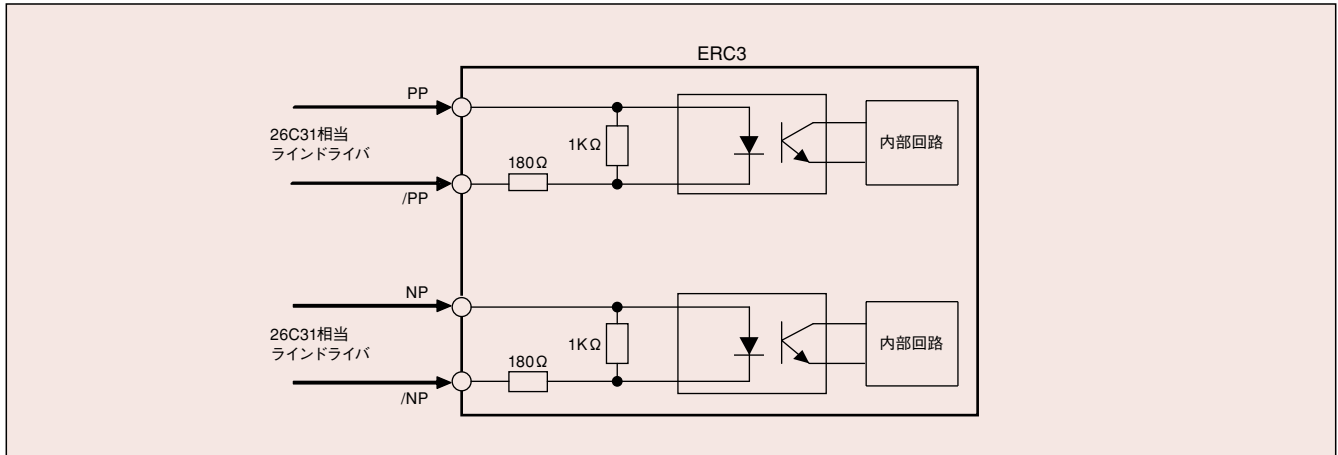 ERC3
PP
26C31相当
ラインドライバ
1KΩ
180Ω
/PP
内部回路
NP
26C31相当
ラインドライバ
1KΩ
180Ω
/NP
内部回路